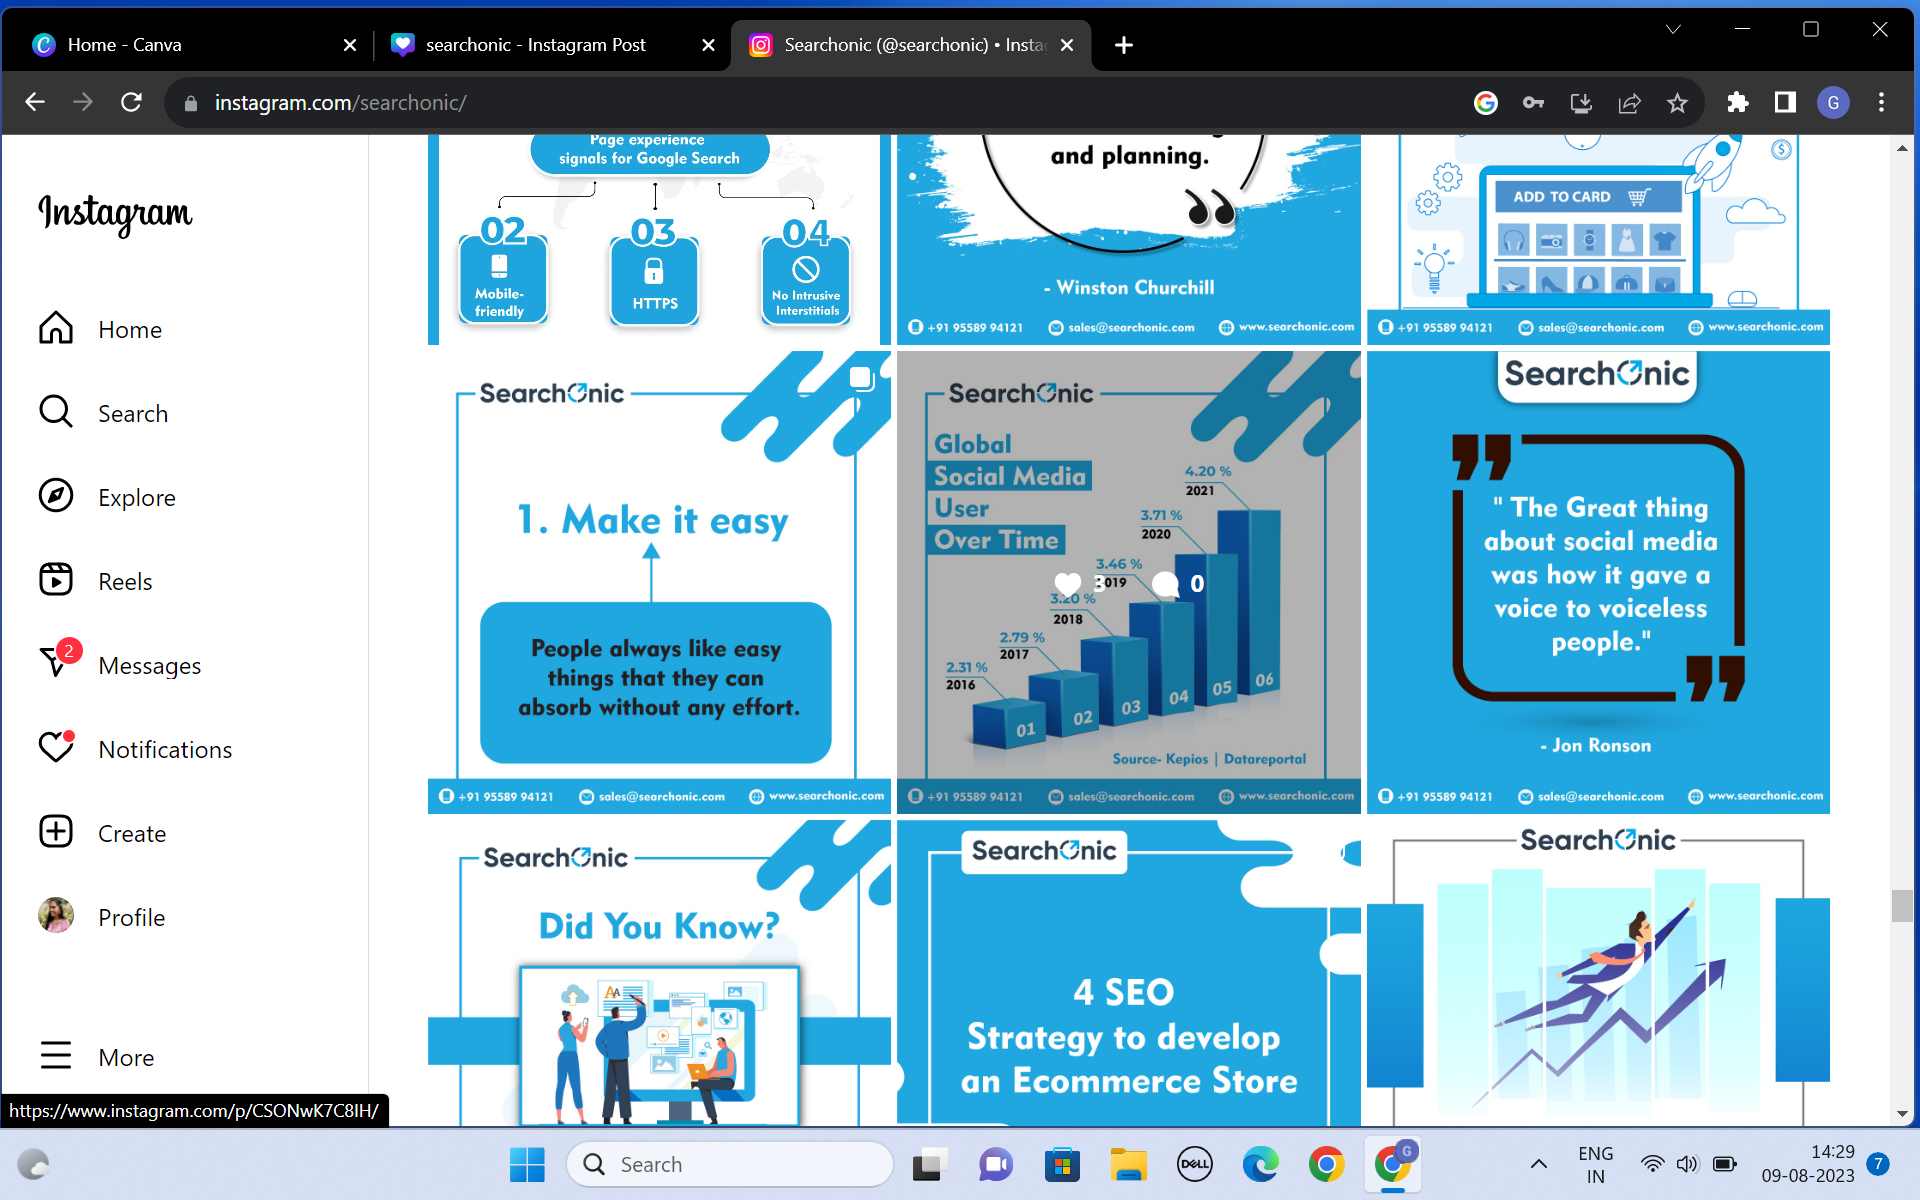 Home - Canva
searchonic - Instagram Post
Searchonic (@searchonic) • Insta
instagram.com/searchonic/
G
Instagram
Home
Search
Explore
Reels
2
Messages
Notifications
Create
Profile
More
https://www.instagram.com/p/CSONwK7C8IH/
Page experience
signals for Google Search
02
Mobile-
friendly
03
HTTPS
04
No Intrusive
Interstitials
and planning.
- Winston Churchill
+91 95589 94121
sales@searchonic.com
www.searchonic.com
$
ADD TO CARD
+91 95589 94121
sales@searchonic.com
www.searchonic.com
SearchOnic
1. Make it easy
People always like easy
things that they can
absorb without any effort.
+91 95589 94121
sales@searchonic.com
www.searchonic.com
SearchOnic
Global
Social Media
User
Over Time
4.20 %
2021
3.71 %
2020
3.46 %
2019
3.20 %
2018
2.79 %
2017
2.31 %
2016
3
0
01
02
03
04
05
06
Source- Kepios | Datareportal
+91 95589 94121
sales@searchonic.com
www.searchonic.com
SearchOnic
" The Great thing
about social media
was how it gave a
voice to voiceless
people."
- Jon Ronson
+91 95589 94121
sales@searchonic.com
www.searchonic.com
SearchOnic
Did You Know?
AA
SearchOnic
4 SEO
Strategy to develop
an Ecommerce Store
SearchOnic
Search
DELL
G
ENG
IN
14:29
09-08-2023
7